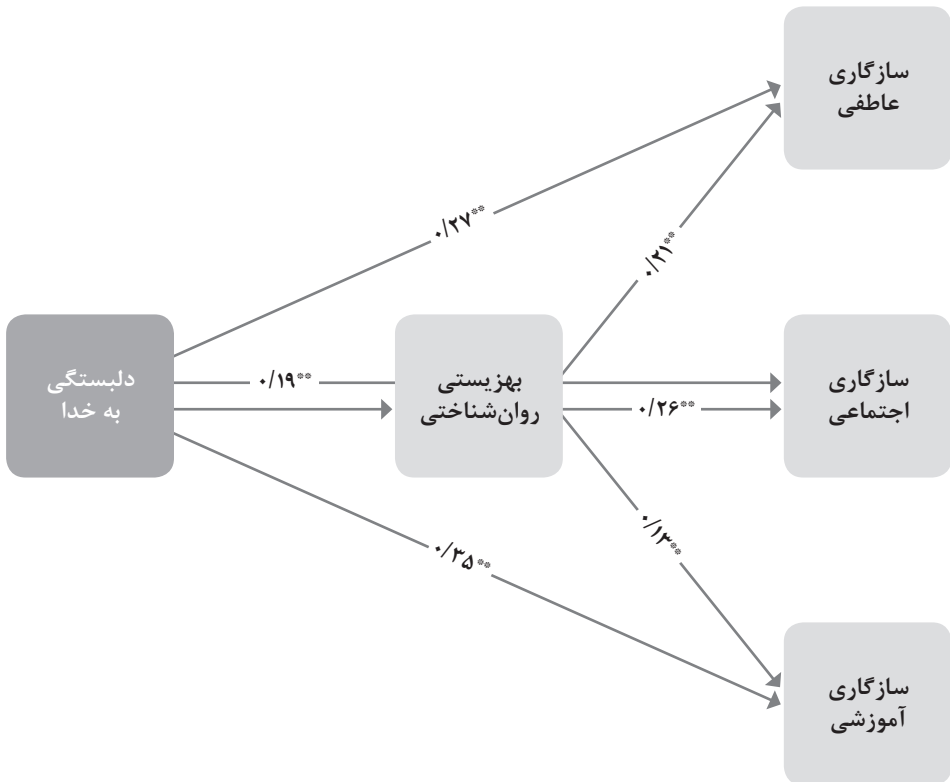 سازگاری
عاطفی
۰/۲۷**
۰/۲۱**
دلبستگی
به خدا
۰/۱۹**
بهزیستی
روان‌شناختی
۰/۲۶**
سازگاری
اجتماعی
۰/۳۵**
۰/۱۳**
سازگاری
آموزشی